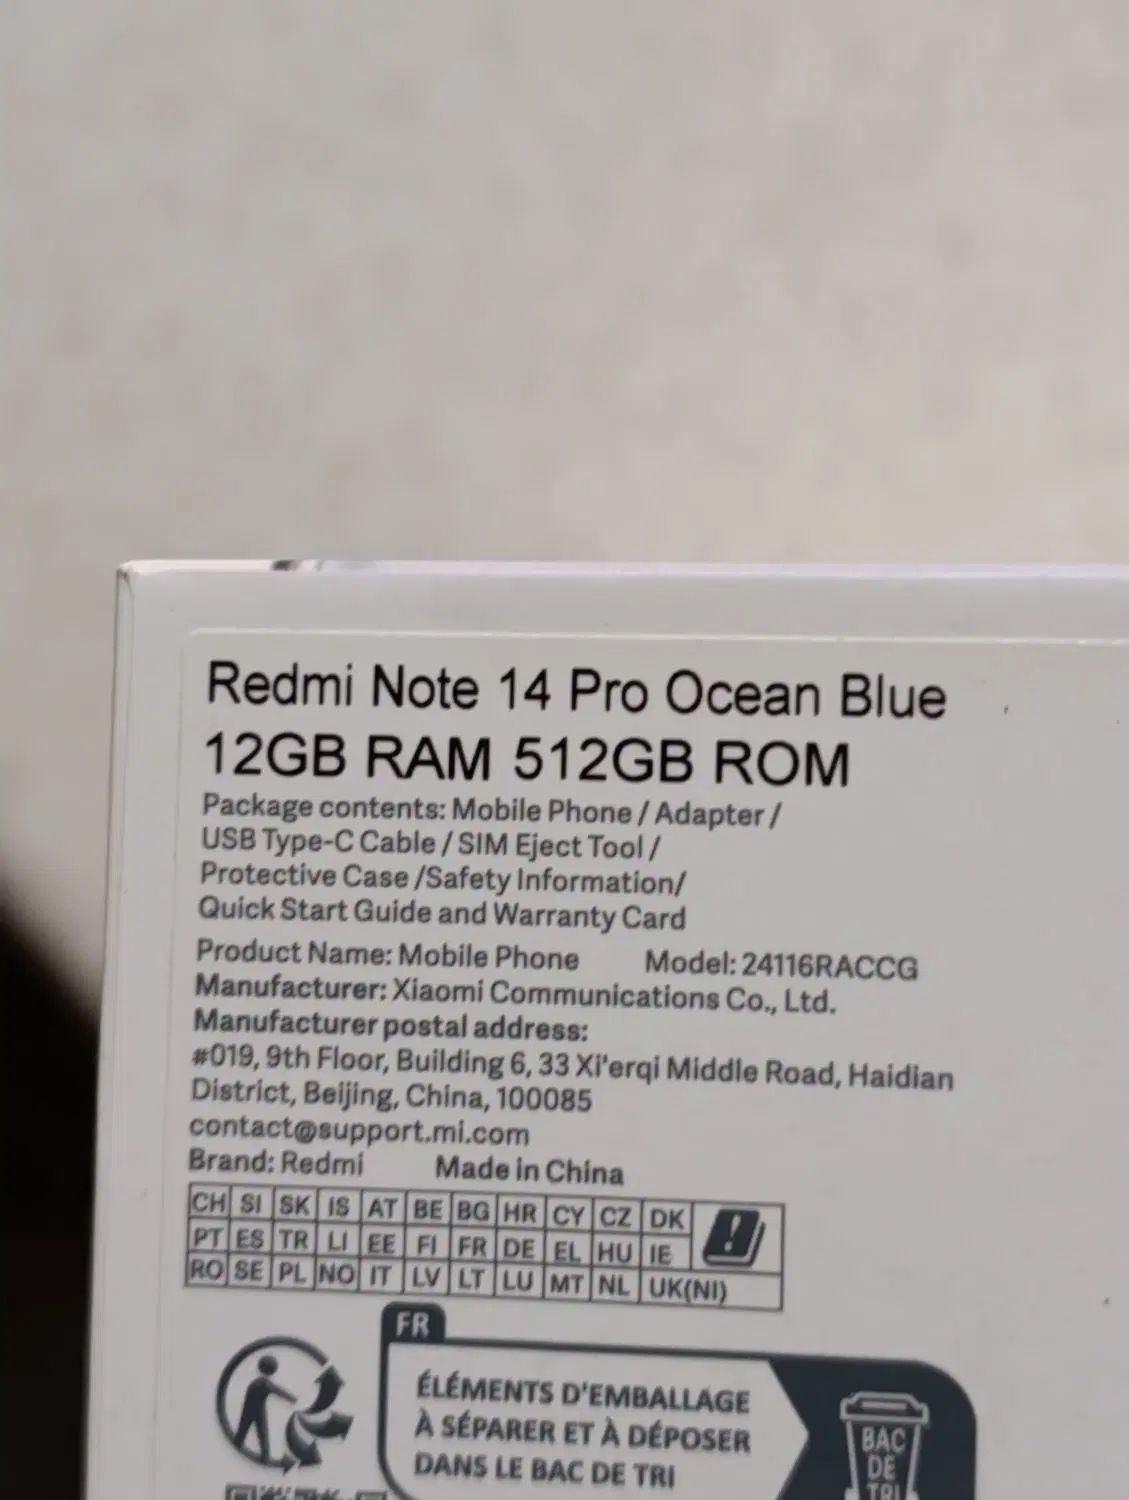 Redmi Note 14 Pro Ocean Blue
12GB RAM 512GB ROM
Package contents: Mobile Phone / Adapter /
USB Type-C Cable / SIM Eject Tool /
Protective Case /Safety Information/
Quick Start Guide and Warranty Card
Product Name: Mobile Phone Model: 24116RACCG
Manufacturer: Xiaomi Communications Co., Ltd.
Manufacturer postal address:
#019, 9th Floor, Building 6, 33 Xi'erqi Middle Road, Haidian
District, Beijing, China, 100085
contact@support.mi.com
Brand: Redmi Made in China
CH SI SK IS AT BE BG HR CY CZ DK
PT ES TR LI EE FI FR DE EL HU IE
RO SE PL NO IT LV LT LU MT NL UK(NI)
FR
ÉLÉMENTS D'EMBALLAGE
À SÉPARER ET À DÉPOSER
DANS LE BAC DE TRI
BAC
DE
TRI